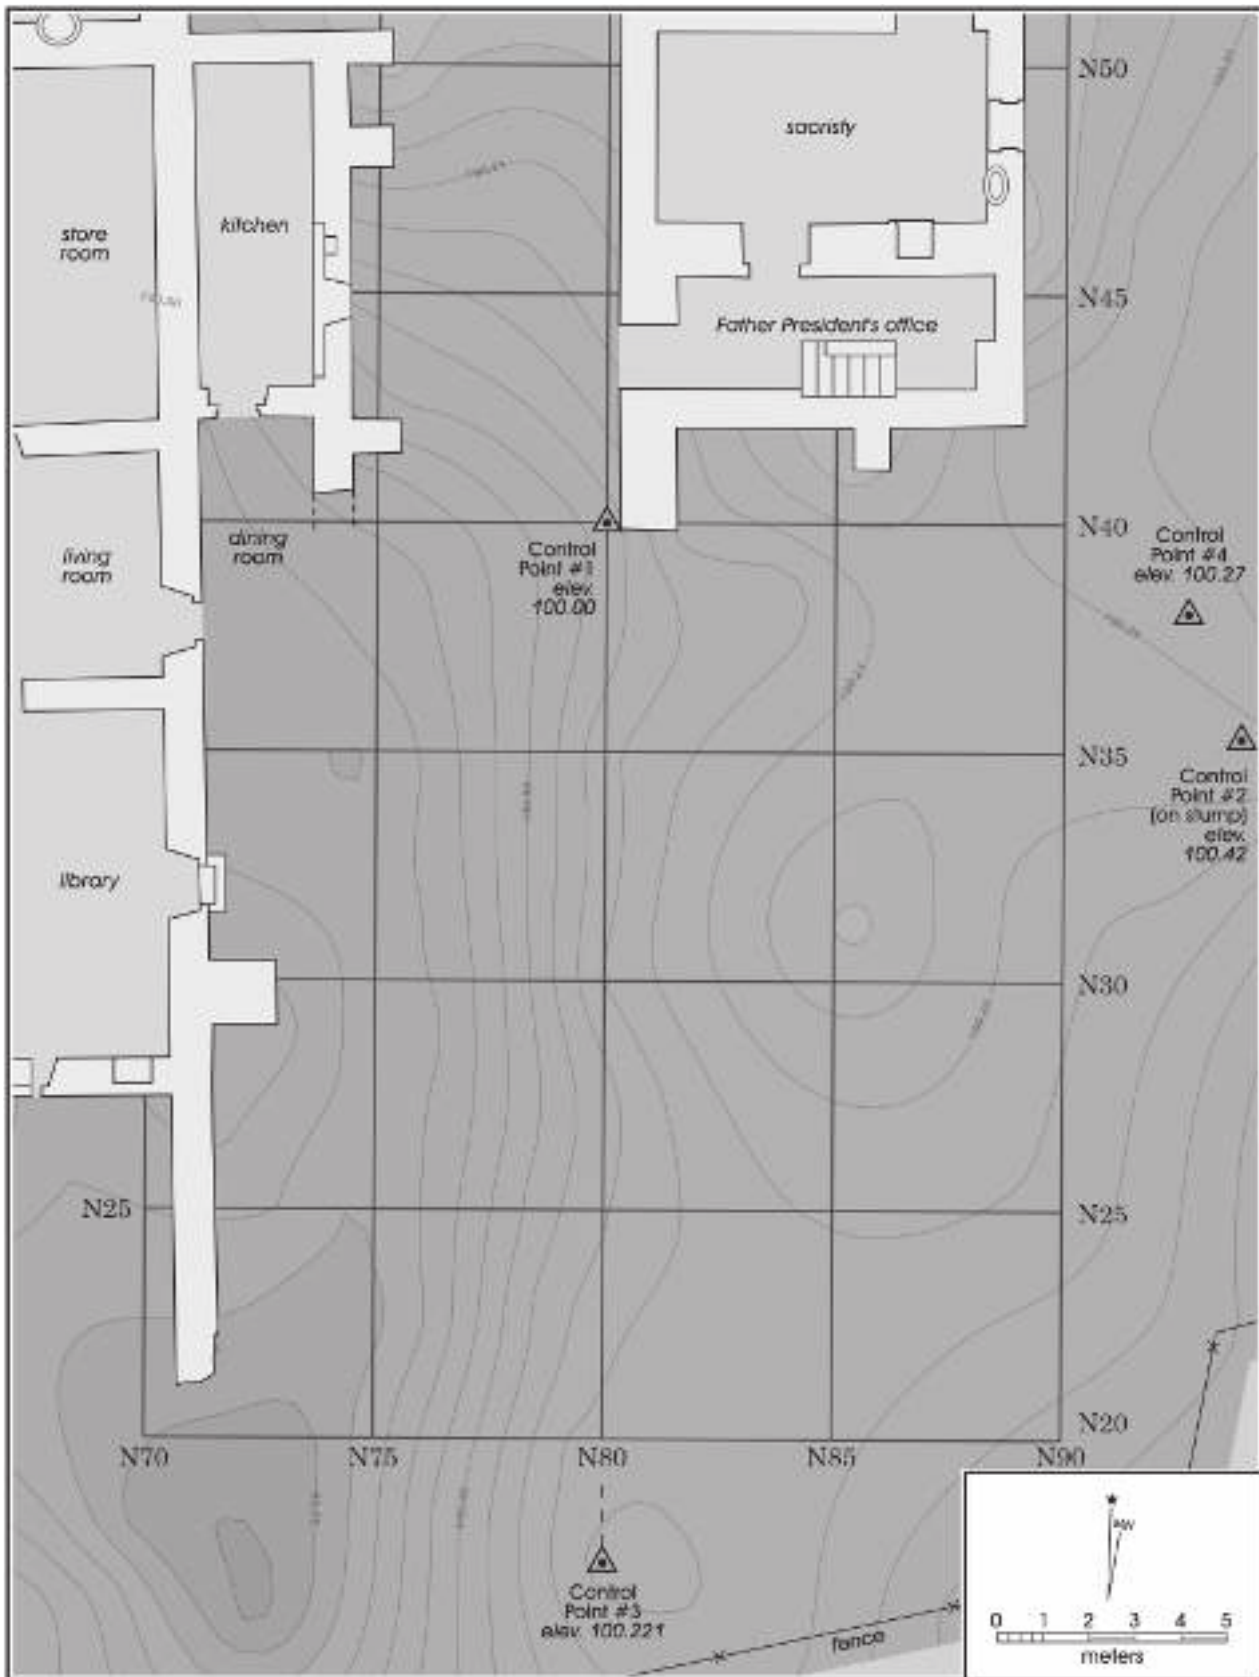 N50
sacristy
kitchen
store
room
N45
Father President's office
N40
dining
room
living
room
Control
Point #1
elev.
100.00
Control
Point #4
elev. 100.27
N35
Control
Point #2
(on stump)
elev.
100.42
library
N30
N25
N25
N20
N70
N75
N80
N85
N90
Control
Point #3
elev. 100.221
fence
0 1 2 3 4 5
meters